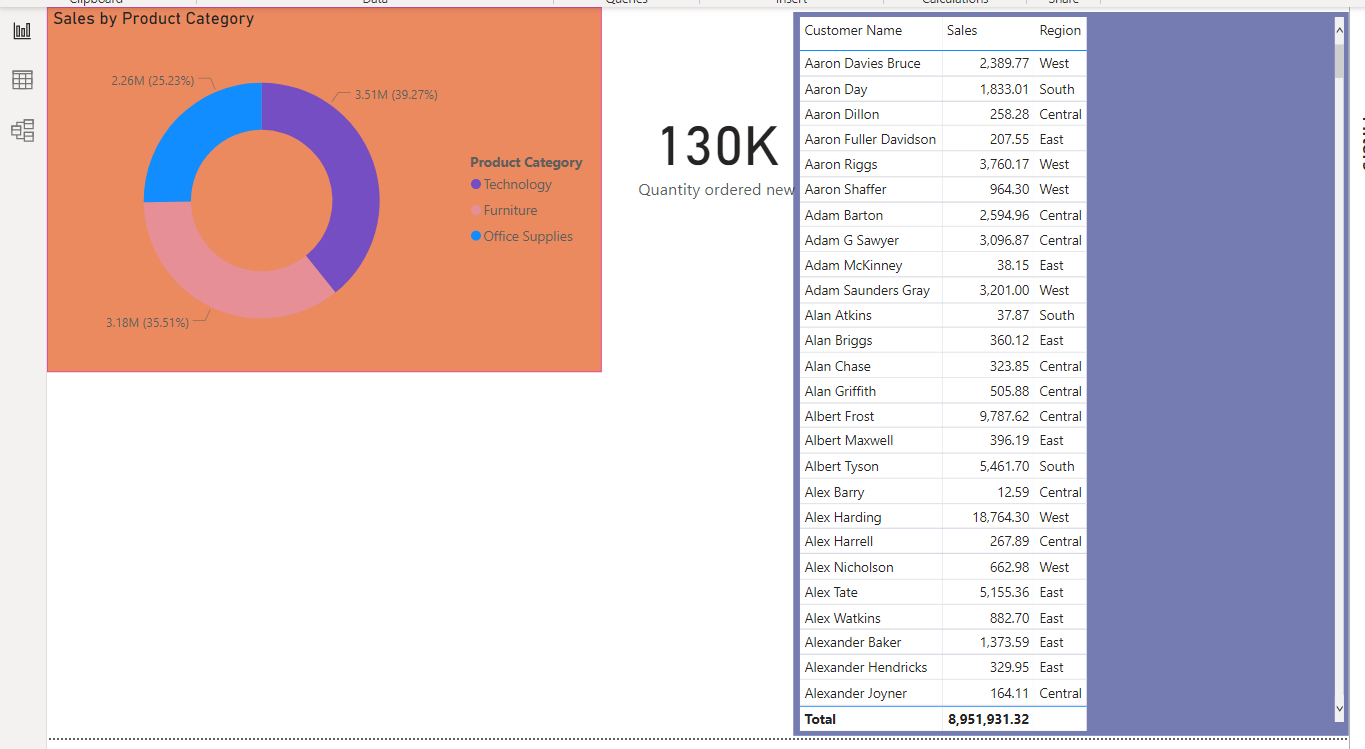 Clipboard Data Queries Insert Calculations Share
Sales by Product Category
2.26M (25.23%)
3.51M (39.27%)
3.18M (35.51%)
Product Category
Technology
Furniture
Office Supplies
130K
Quantity ordered new
Customer Name Sales Region
Aaron Davies Bruce 2,389.77 West
Aaron Day 1,833.01 South
Aaron Dillon 258.28 Central
Aaron Fuller Davidson 207.55 East
Aaron Riggs 3,760.17 West
Aaron Shaffer 964.30 West
Adam Barton 2,594.96 Central
Adam G Sawyer 3,096.87 Central
Adam McKinney 38.15 East
Adam Saunders Gray 3,201.00 West
Alan Atkins 37.87 South
Alan Briggs 360.12 East
Alan Chase 323.85 Central
Alan Griffith 505.88 Central
Albert Frost 9,787.62 Central
Albert Maxwell 396.19 East
Albert Tyson 5,461.70 South
Alex Barry 12.59 Central
Alex Harding 18,764.30 West
Alex Harrell 267.89 Central
Alex Nicholson 662.98 West
Alex Tate 5,155.36 East
Alex Watkins 882.70 East
Alexander Baker 1,373.59 East
Alexander Hendricks 329.95 East
Alexander Joyner 164.11 Central
Total 8,951,931.32